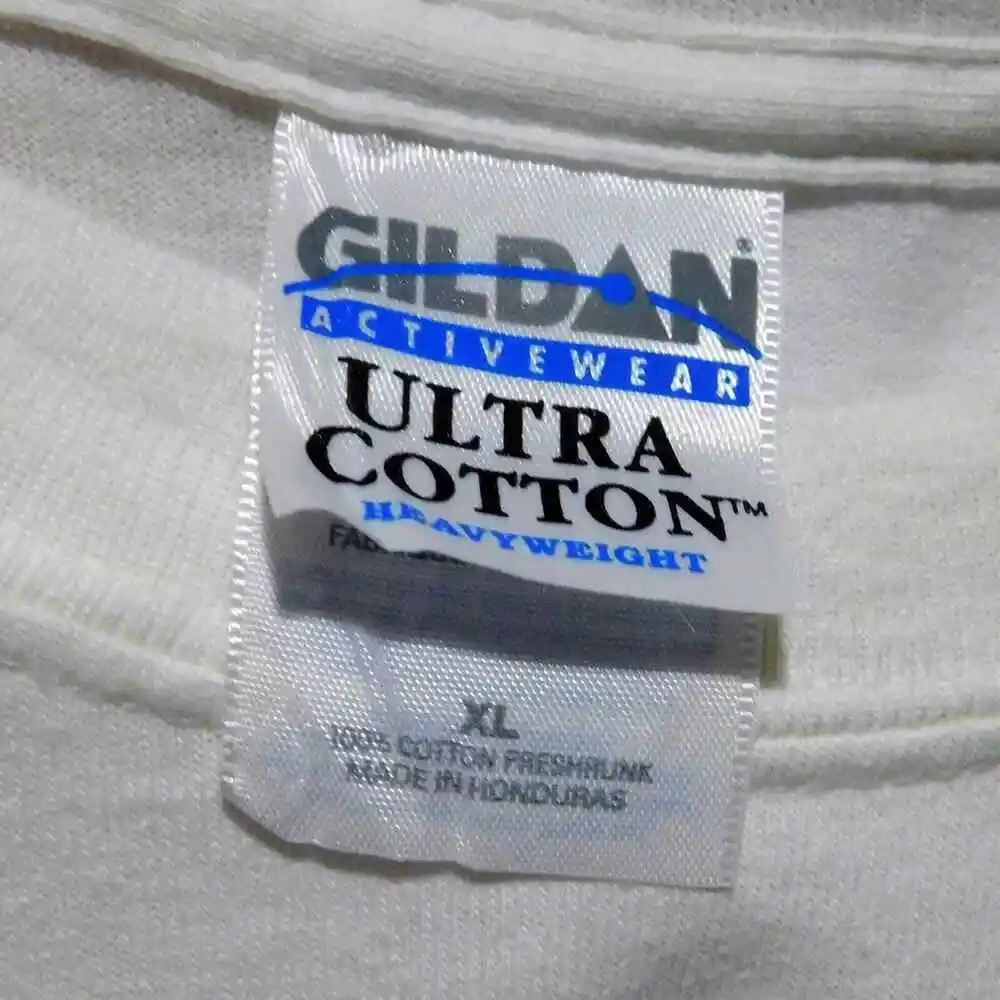 GILDAN®
ACTIVEWEAR
ULTRA
COTTON™
HEAVYWEIGHT
XL
100% COTTON PRESHRUNK
MADE IN HONDURAS